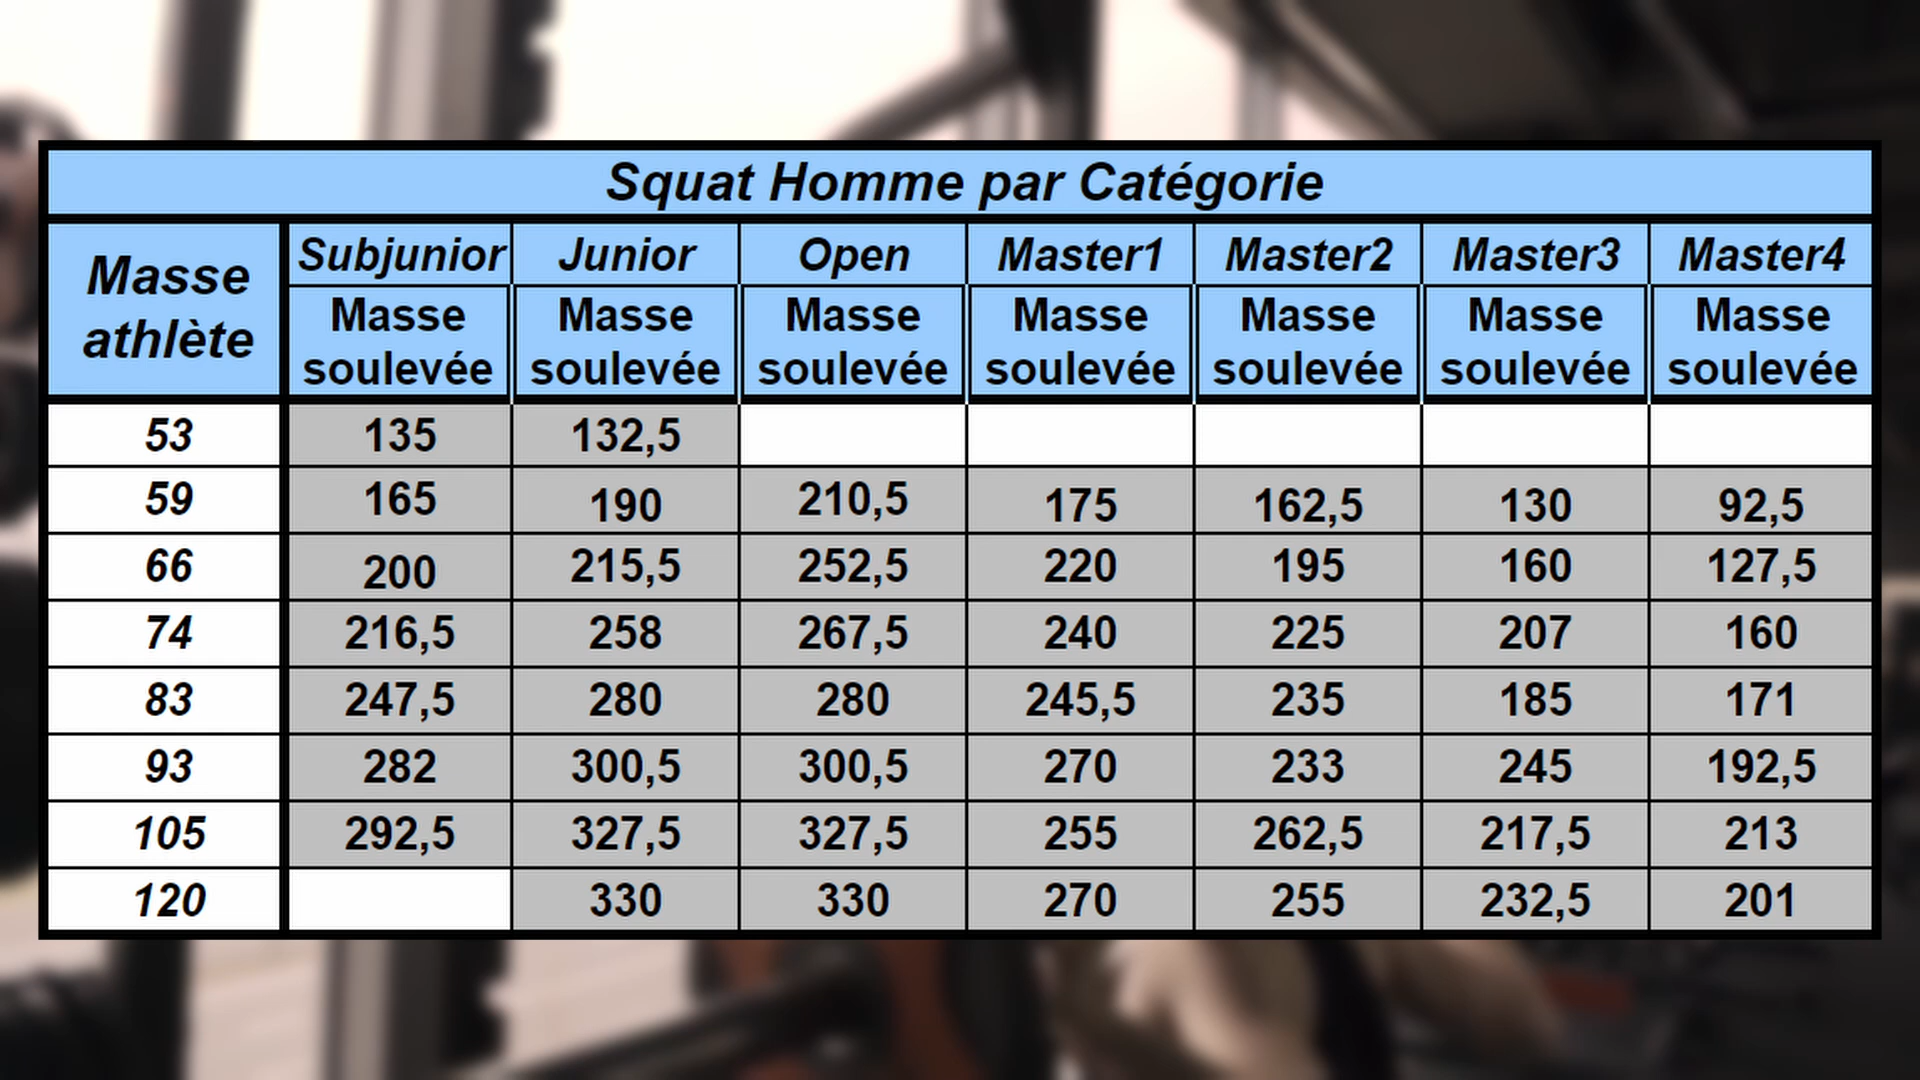 Squat Homme par Catégorie
Masse athlète Subjunior Junior Open Master1 Master2 Master3 Master4
Masse soulevée Masse soulevée Masse soulevée Masse soulevée Masse soulevée Masse soulevée Masse soulevée
53 135 132,5
59 165 190 210,5 175 162,5 130 92,5
66 200 215,5 252,5 220 195 160 127,5
74 216,5 258 267,5 240 225 207 160
83 247,5 280 280 245,5 235 185 171
93 282 300,5 300,5 270 233 245 192,5
105 292,5 327,5 327,5 255 262,5 217,5 213
120 330 330 270 255 232,5 201